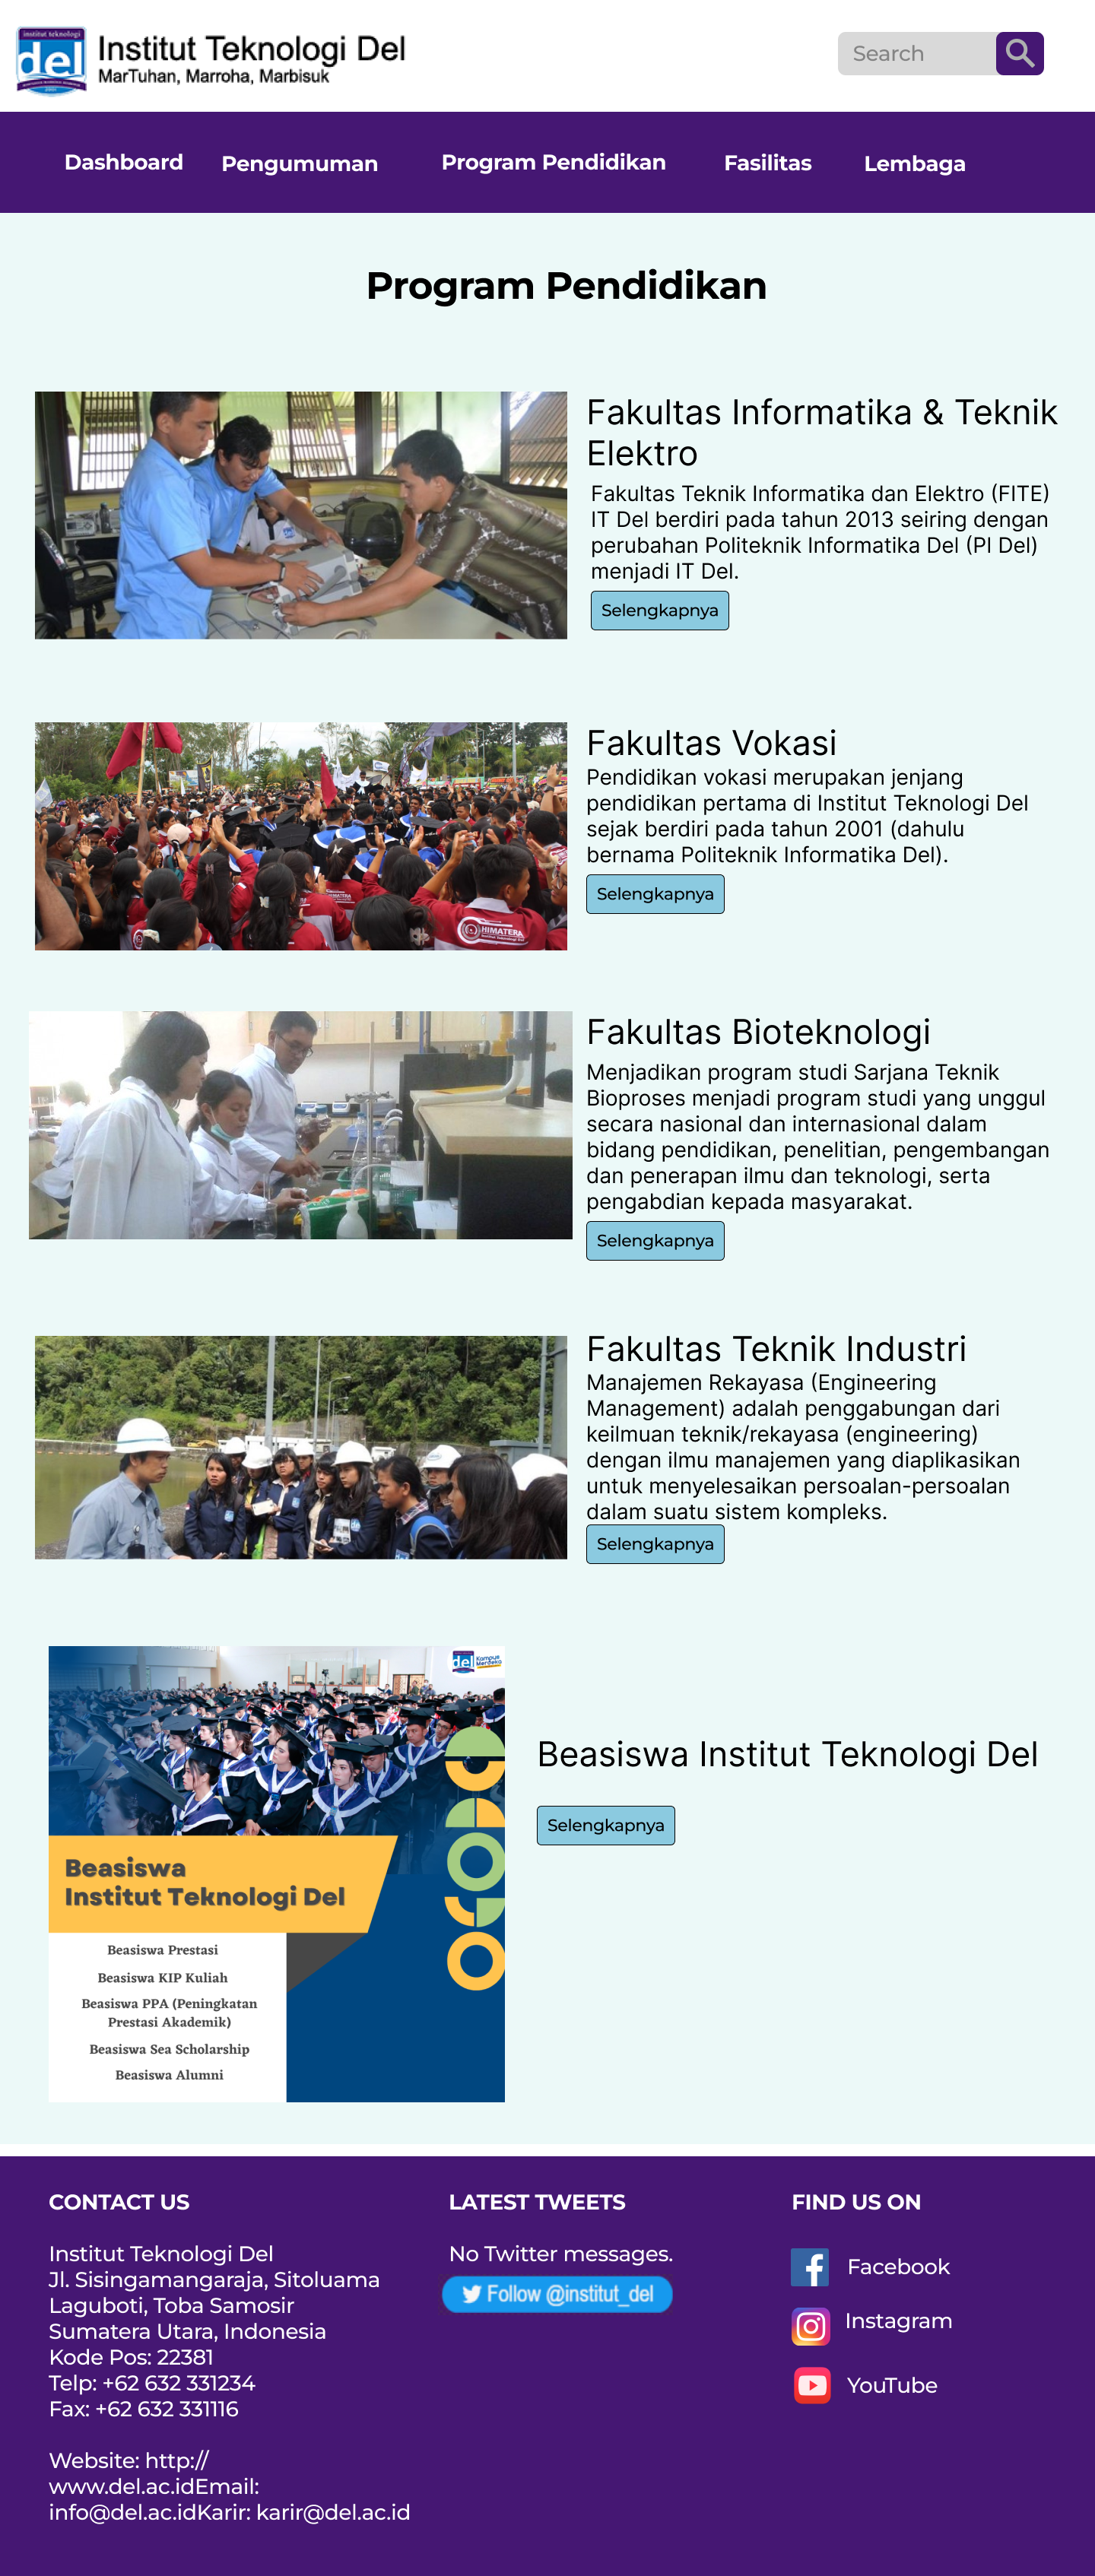 institut teknologi
del
Institut Teknologi Del
MarTuhan, Marroha, Marbisuk
Search
Dashboard
Pengumuman
Program Pendidikan
Fasilitas
Lembaga
Program Pendidikan
Fakultas Informatika & Teknik
Elektro
Fakultas Teknik Informatika dan Elektro (FITE)
IT Del berdiri pada tahun 2013 seiring dengan
perubahan Politeknik Informatika Del (PI Del)
menjadi IT Del.
Selengkapnya
HIMATERA
Fakultas Vokasi
Pendidikan vokasi merupakan jenjang
pendidikan pertama di Institut Teknologi Del
sejak berdiri pada tahun 2001 (dahulu
bernama Politeknik Informatika Del).
Selengkapnya
Fakultas Bioteknologi
Menjadikan program studi Sarjana Teknik
Bioproses menjadi program studi yang unggul
secara nasional dan internasional dalam
bidang pendidikan, penelitian, pengembangan
dan penerapan ilmu dan teknologi, serta
pengabdian kepada masyarakat.
Selengkapnya
Fakultas Teknik Industri
Manajemen Rekayasa (Engineering
Management) adalah penggabungan dari
keilmuan teknik/rekayasa (engineering)
dengan ilmu manajemen yang diaplikasikan
untuk menyelesaikan persoalan-persoalan
dalam suatu sistem kompleks.
Selengkapnya
del
Kampus
Merdeka
Beasiswa
Institut Teknologi Del
Beasiswa Prestasi
Beasiswa KIP Kuliah
Beasiswa PPA (Peningkatan
Prestasi Akademik)
Beasiswa Sea Scholarship
Beasiswa Alumni
Beasiswa Institut Teknologi Del
Selengkapnya
CONTACT US
Institut Teknologi Del
Jl. Sisingamangaraja, Sitoluama
Laguboti, Toba Samosir
Sumatera Utara, Indonesia
Kode Pos: 22381
Telp: +62 632 331234
Fax: +62 632 331116
Website: http://
www.del.ac.idEmail:
info@del.ac.idKarir: karir@del.ac.id
LATEST TWEETS
No Twitter messages.
Follow @institut_del
FIND US ON
Facebook
Instagram
YouTube